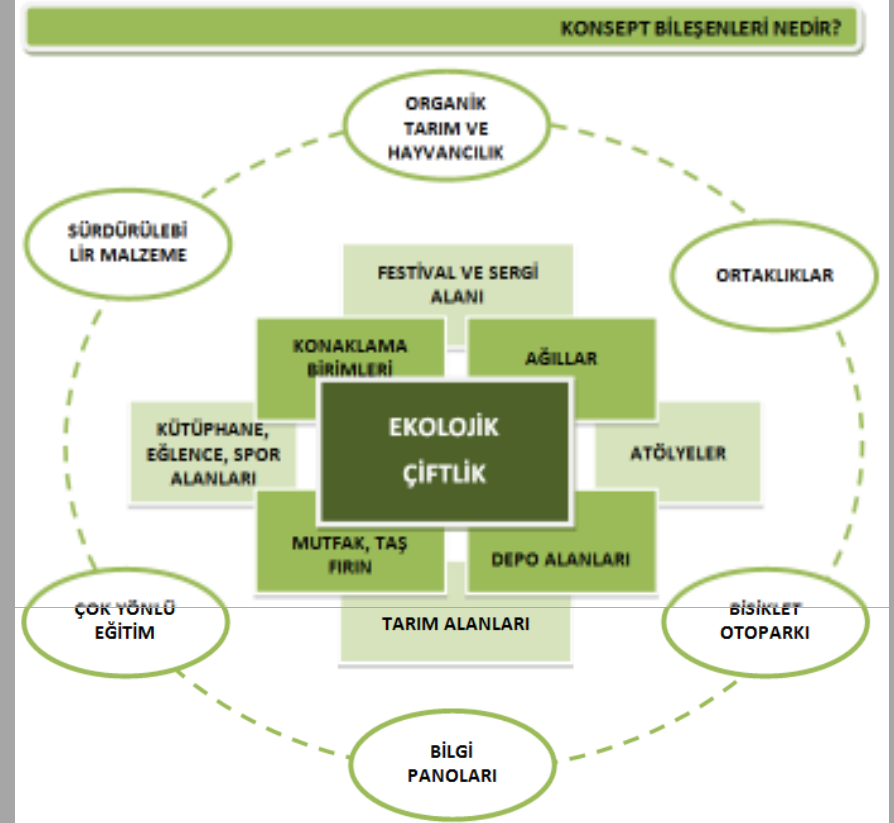 KONSEPT BİLEŞENLERİ NEDİR?
ORGANİK
TARIM VE
HAYVANCILIK
SÜRDÜRÜLEBİ
LİR MALZEME
ORTAKLIKLAR
FESTİVAL VE SERGİ
ALANI
KONAKLAMA
BİRİMLERİ
AĞILLAR
EKOLOJİK
ÇİFTLİK
KÜTÜPHANE,
EĞLENCE, SPOR
ALANLARI
ATÖLYELER
MUTFAK, TAŞ
FIRIN
DEPO ALANLARI
TARIM ALANLARI
ÇOK YÖNLÜ
EĞİTİM
BİSİKLET
OTOPARKI
BİLGİ
PANOLARI